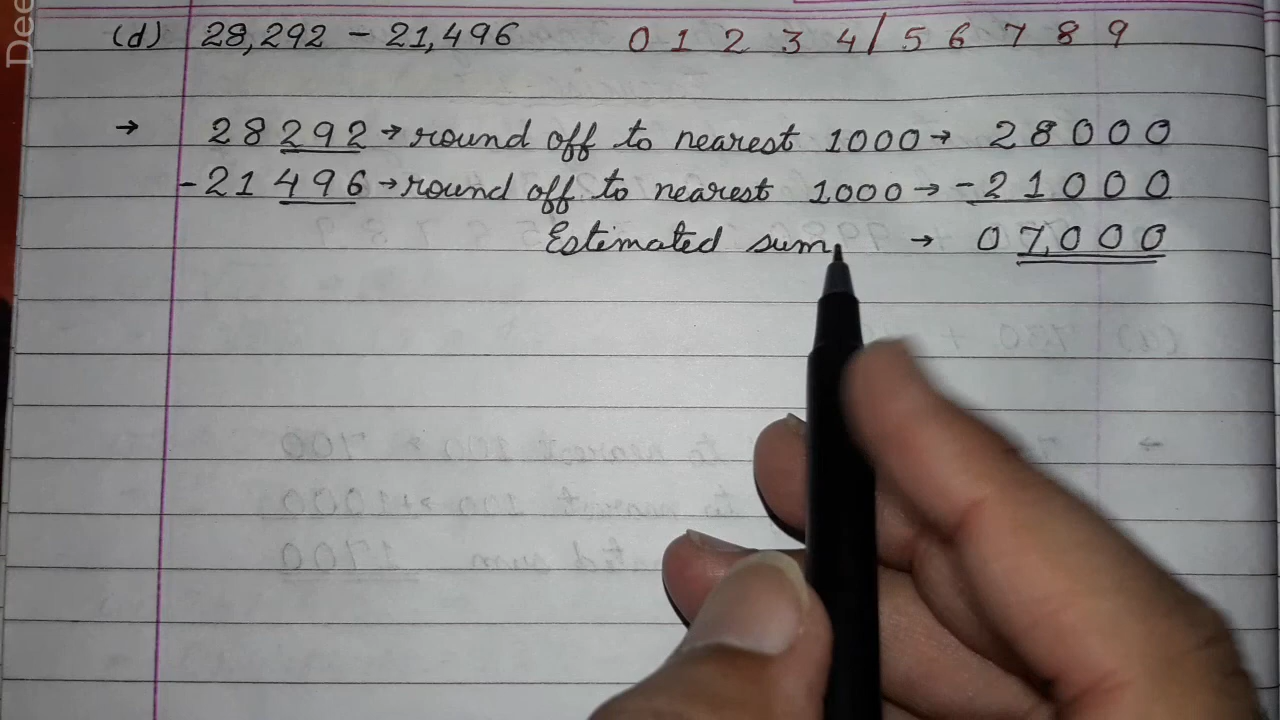 Dee
(d) 28,292 - 21,496 0 1 2 3 4 / 5 6 7 8 9
→ 28292 → round off to nearest 1000 → 28000
-21496 → round off to nearest 1000 → -21000
Estimated sum → 07,000